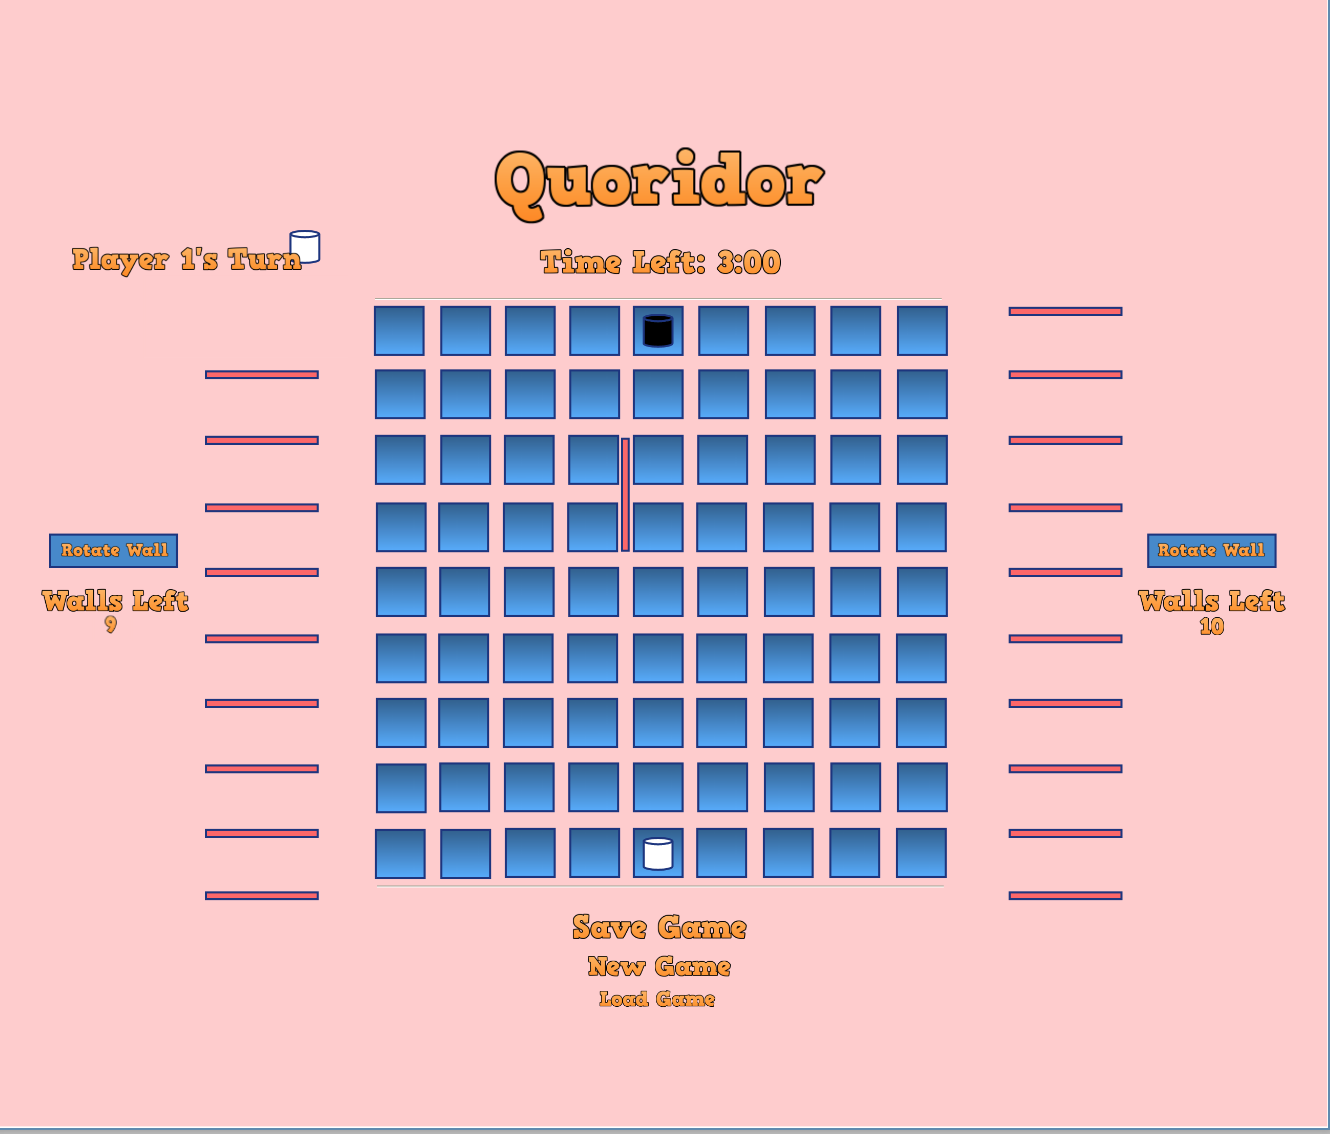 Quoridor
Player 1's Turn
Time Left: 3:00
Rotate Wall
Rotate Wall
Walls Left
9
Walls Left
10
Save Game
New Game
Load Game